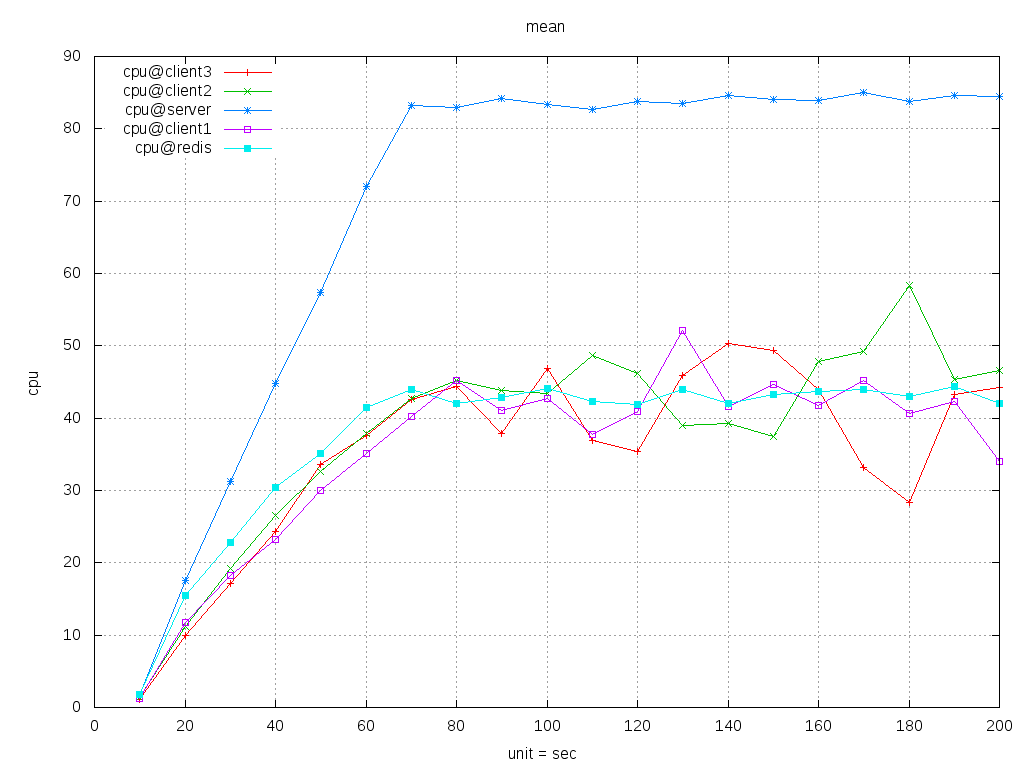 mean
90
80
70
60
50
40
30
20
10
0
cpu
cpu@client3
cpu@client2
cpu@server
cpu@client1
cpu@redis
0 20 40 60 80 100 120 140 160 180 200
unit = sec